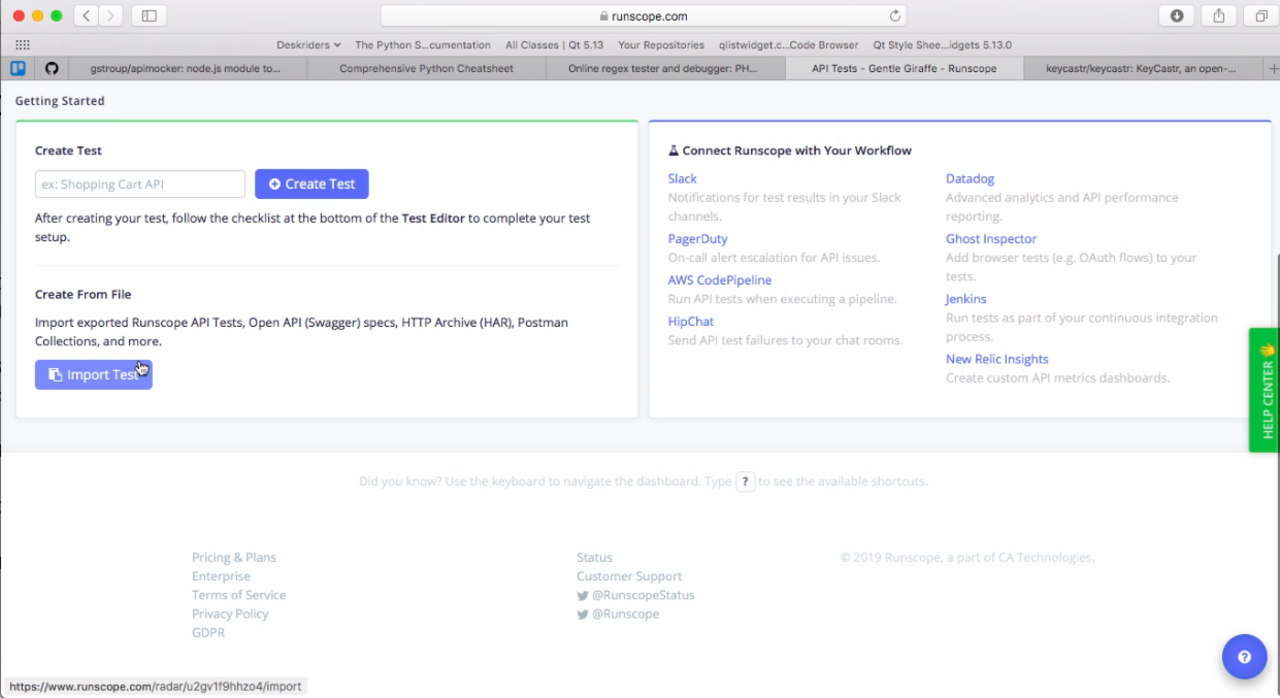 runscope.com
Deskriders The Python S...cumentation All Classes | Qt 5.13 Your Repositories qlistwidget.c...Code Browser Qt Style Shee...idgets 5.13.0
gstroup/apimocker: node.js module to... Comprehensive Python Cheatsheet Online regex tester and debugger: PH... API Tests - Gentle Giraffe - Runscope keycastr/keycastr: KeyCastr, an open-...
Getting Started
Create Test
ex: Shopping Cart API
Create Test
After creating your test, follow the checklist at the bottom of the Test Editor to complete your test
setup.
Create From File
Import exported Runscope API Tests, Open API (Swagger) specs, HTTP Archive (HAR), Postman
Collections, and more.
Import Test
Connect Runscope with Your Workflow
Slack
Notifications for test results in your Slack
channels.
PagerDuty
On-call alert escalation for API issues.
AWS CodePipeline
Run API tests when executing a pipeline.
HipChat
Send API test failures to your chat rooms.
Datadog
Advanced analytics and API performance
reporting.
Ghost Inspector
Add browser tests (e.g. OAuth flows) to your
tests.
Jenkins
Run tests as part of your continuous integration
process.
New Relic Insights
Create custom API metrics dashboards.
HELP CENTER
Did you know? Use the keyboard to navigate the dashboard. Type ? to see the available shortcuts.
Pricing & Plans
Enterprise
Terms of Service
Privacy Policy
GDPR
Status
Customer Support
@RunscopeStatus
@Runscope
© 2019 Runscope, a part of CA Technologies.
?
https://www.runscope.com/radar/u2gv1f9hhzo4/import